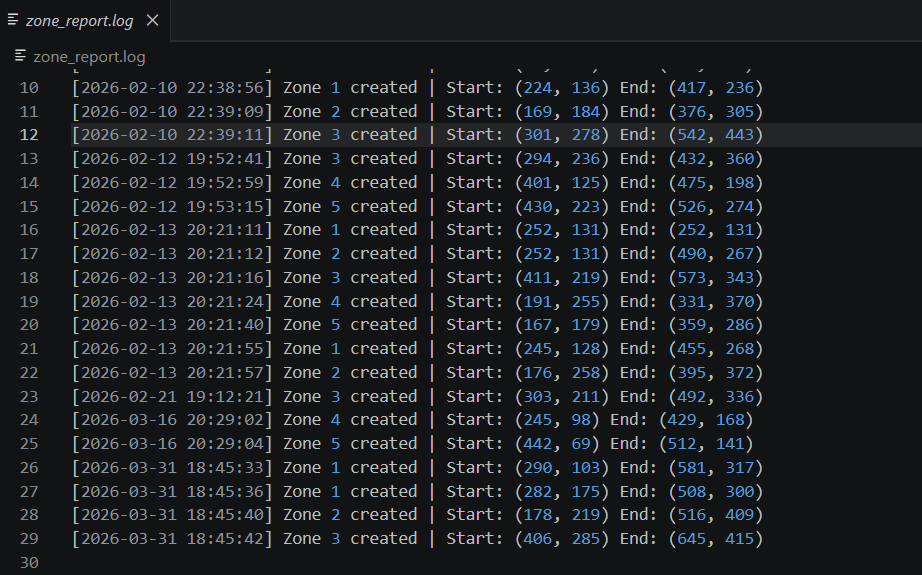 zone_report.log
zone_report.log
10 [2026-02-10 22:38:56] Zone 1 created | Start: (224, 136) End: (417, 236)
11 [2026-02-10 22:39:09] Zone 2 created | Start: (169, 184) End: (376, 305)
12 [2026-02-10 22:39:11] Zone 3 created | Start: (301, 278) End: (542, 443)
13 [2026-02-12 19:52:41] Zone 3 created | Start: (294, 236) End: (432, 360)
14 [2026-02-12 19:52:59] Zone 4 created | Start: (401, 125) End: (475, 198)
15 [2026-02-12 19:53:15] Zone 5 created | Start: (430, 223) End: (526, 274)
16 [2026-02-13 20:21:11] Zone 1 created | Start: (252, 131) End: (252, 131)
17 [2026-02-13 20:21:12] Zone 2 created | Start: (252, 131) End: (490, 267)
18 [2026-02-13 20:21:16] Zone 3 created | Start: (411, 219) End: (573, 343)
19 [2026-02-13 20:21:24] Zone 4 created | Start: (191, 255) End: (331, 370)
20 [2026-02-13 20:21:40] Zone 5 created | Start: (167, 179) End: (359, 286)
21 [2026-02-13 20:21:55] Zone 1 created | Start: (245, 128) End: (455, 268)
22 [2026-02-13 20:21:57] Zone 2 created | Start: (176, 258) End: (395, 372)
23 [2026-02-21 19:12:21] Zone 3 created | Start: (303, 211) End: (492, 336)
24 [2026-03-16 20:29:02] Zone 4 created | Start: (245, 98) End: (429, 168)
25 [2026-03-16 20:29:04] Zone 5 created | Start: (442, 69) End: (512, 141)
26 [2026-03-31 18:45:33] Zone 1 created | Start: (290, 103) End: (581, 317)
27 [2026-03-31 18:45:36] Zone 1 created | Start: (282, 175) End: (508, 300)
28 [2026-03-31 18:45:40] Zone 2 created | Start: (178, 219) End: (516, 409)
29 [2026-03-31 18:45:42] Zone 3 created | Start: (406, 285) End: (645, 415)
30